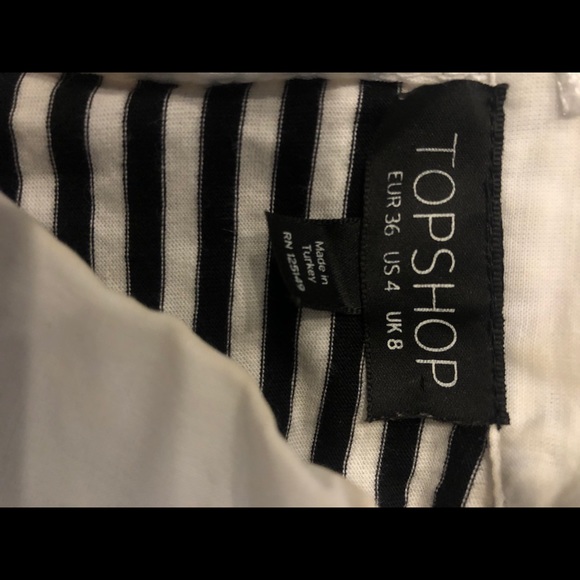 TOPSHOP
EUR 36 US 4 UK 8
Made in
Turkey
RN 125149